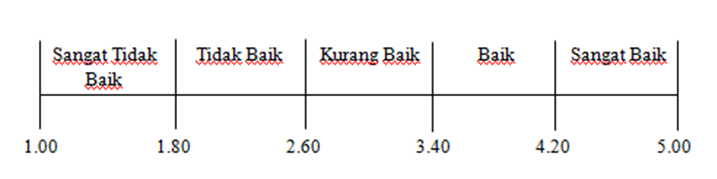 Sangat Tidak Baik
Tidak Baik
Kurang Baik
Baik
Sangat Baik
1.00
1.80
2.60
3.40
4.20
5.00